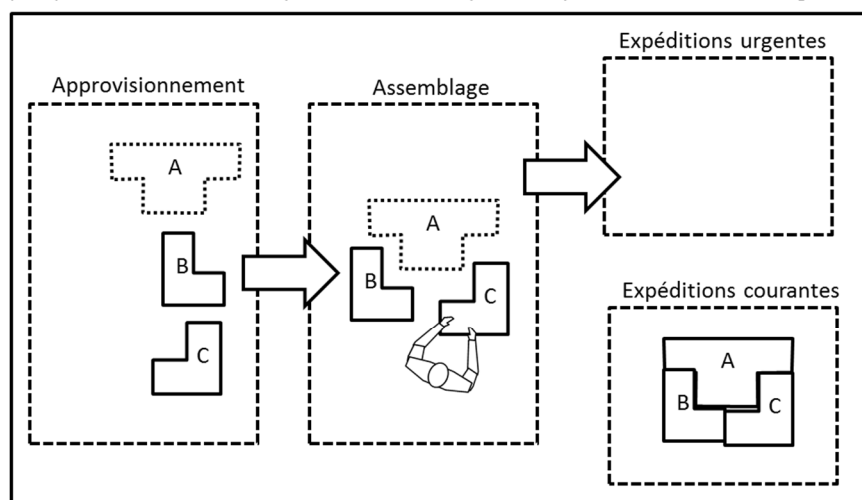 Expéditions urgentes
Approvisionnement
Assemblage
A
B
C
A
B
C
Expéditions courantes
A
B
C